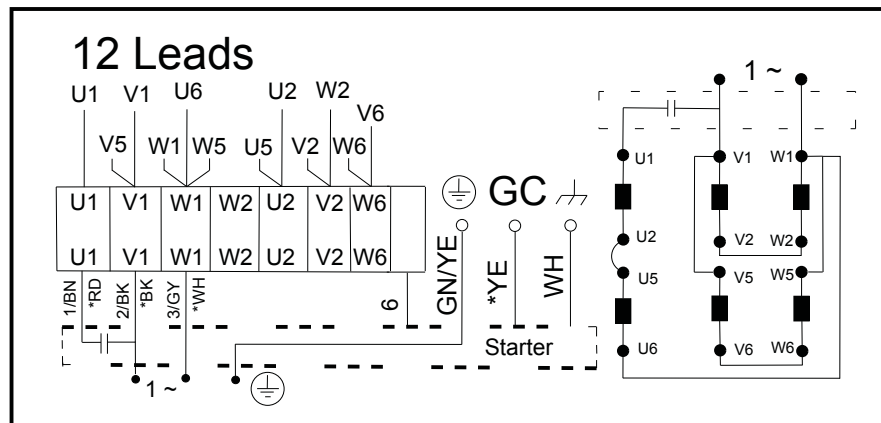 12 Leads
1 ~
U1 V1 U6 U2 W2
V6
V5 W1 W5 U5 V2 W6
U1 V1 W1 W2 U2 V2 W6
GC
U1 V1 W1 W2 U2 V2 W6
1/BN *RD 2/BK *BK 3/GY *WH 6 GN/YE *YE WH
Starter
1 ~
U1 V1 W1
U2 V2 W2
U5 V5 W5
U6 V6 W6